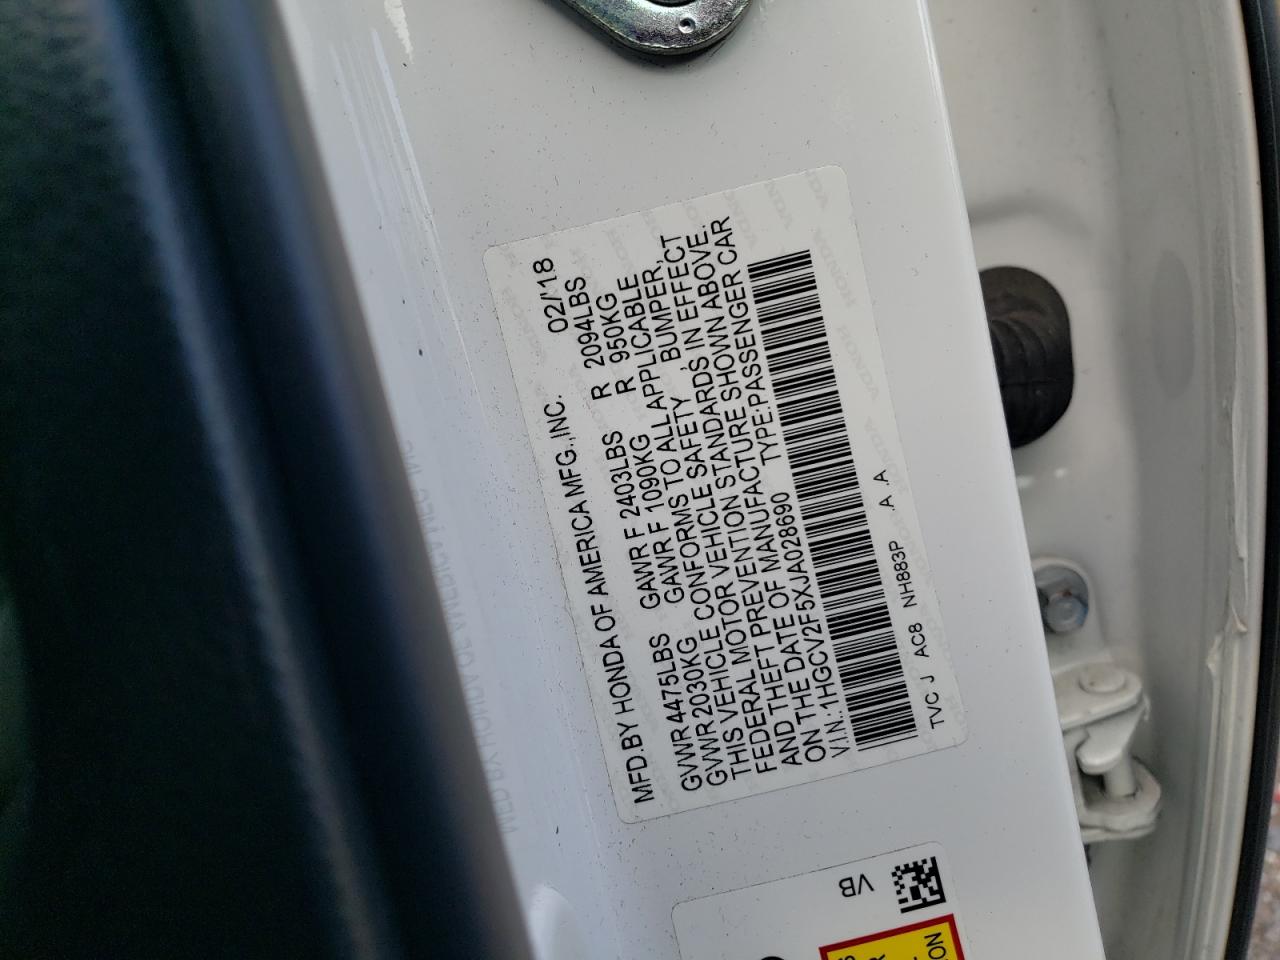 MFD.BY HONDA OF AMERICA MFG.,INC. 02/'18
GVWR 4475LBS GAWR F 2403LBS R 2094LBS
GVWR 2030KG GAWR F 1090KG R 950KG
THIS VEHICLE CONFORMS TO ALL APPLICABLE
FEDERAL MOTOR VEHICLE SAFETY, BUMPER,
AND THEFT PREVENTION STANDARDS IN EFFECT
ON THE DATE OF MANUFACTURE SHOWN ABOVE.
V.I.N.:1HGCV2F5XJA028690 TYPE:PASSENGER CAR
TVC J AC8 NH883P .A .A
VB